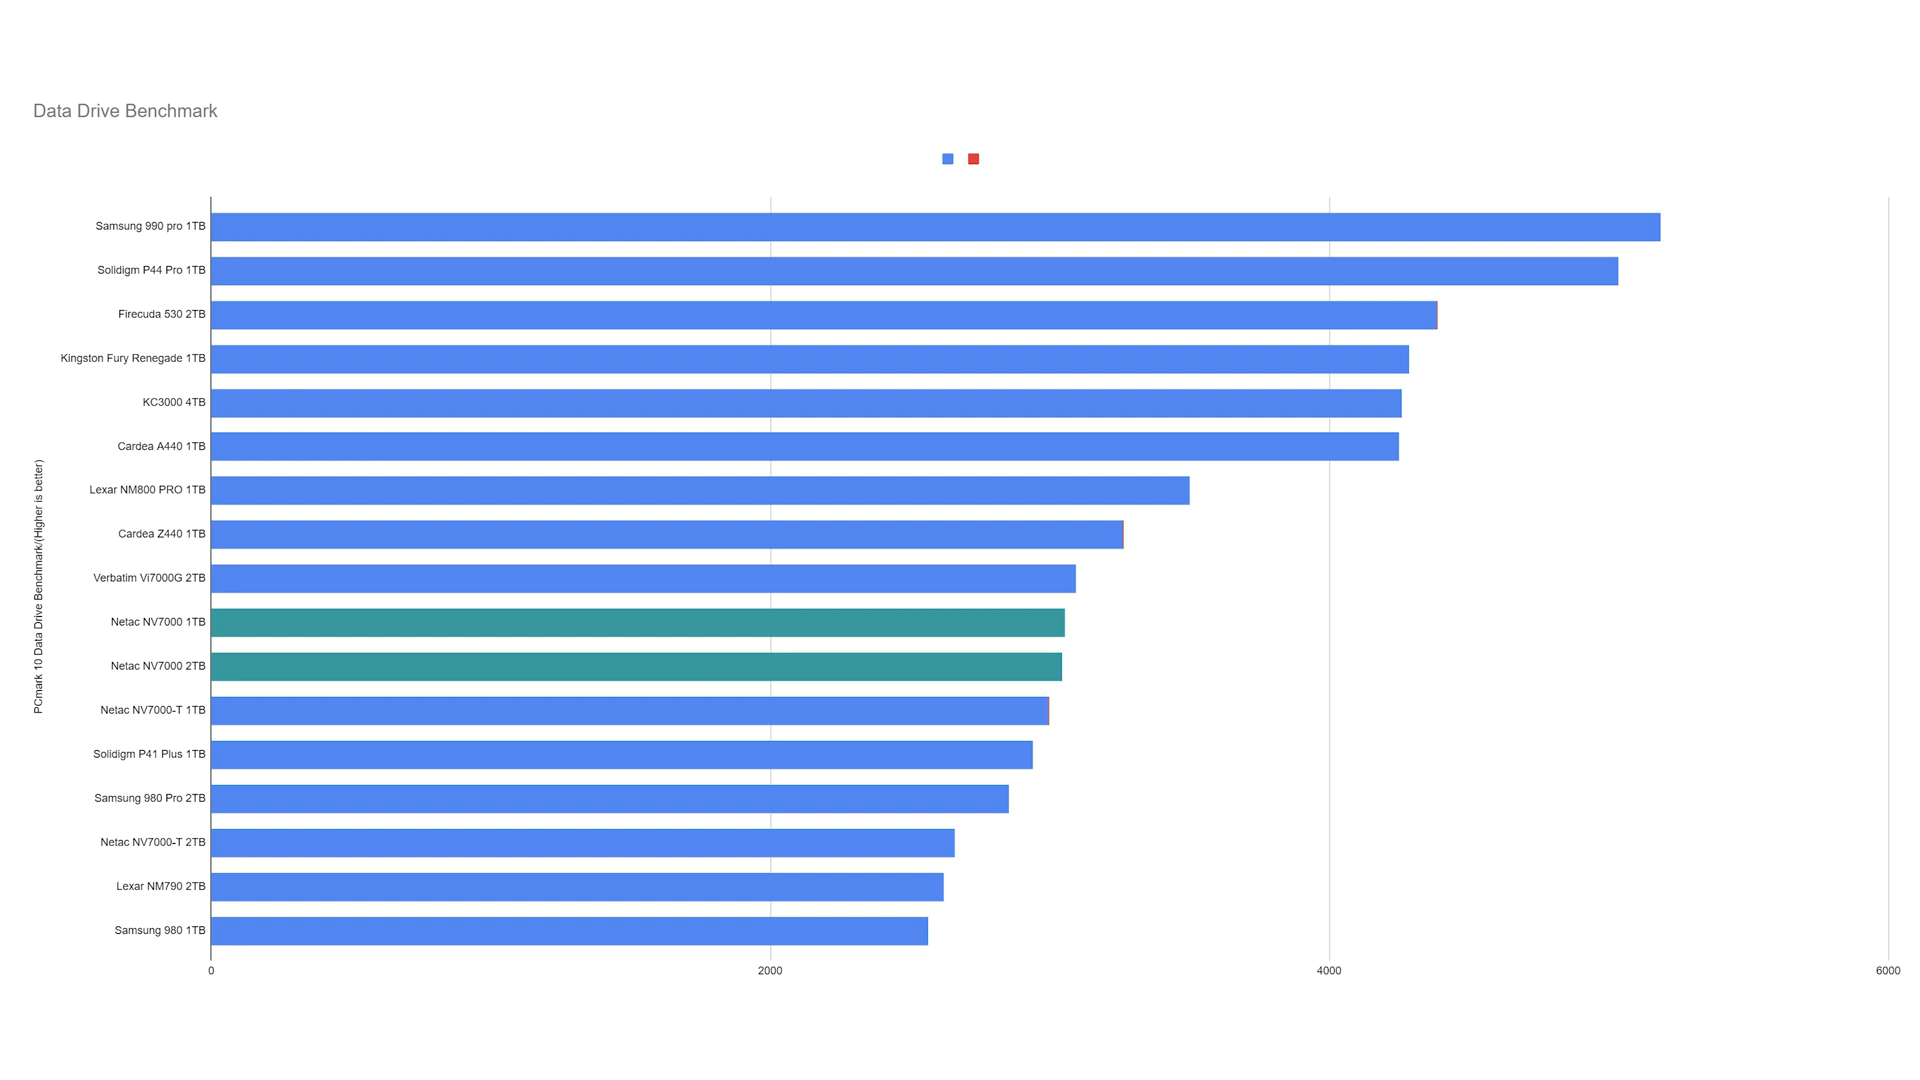 Data Drive Benchmark
PCmark 10 Data Drive Benchmark/(Higher is better)
Samsung 990 pro 1TB
Solidigm P44 Pro 1TB
Firecuda 530 2TB
Kingston Fury Renegade 1TB
KC3000 4TB
Cardea A440 1TB
Lexar NM800 PRO 1TB
Cardea Z440 1TB
Verbatim Vi7000G 2TB
Netac NV7000 1TB
Netac NV7000 2TB
Netac NV7000-T 1TB
Solidigm P41 Plus 1TB
Samsung 980 Pro 2TB
Netac NV7000-T 2TB
Lexar NM790 2TB
Samsung 980 1TB
0 2000 4000 6000